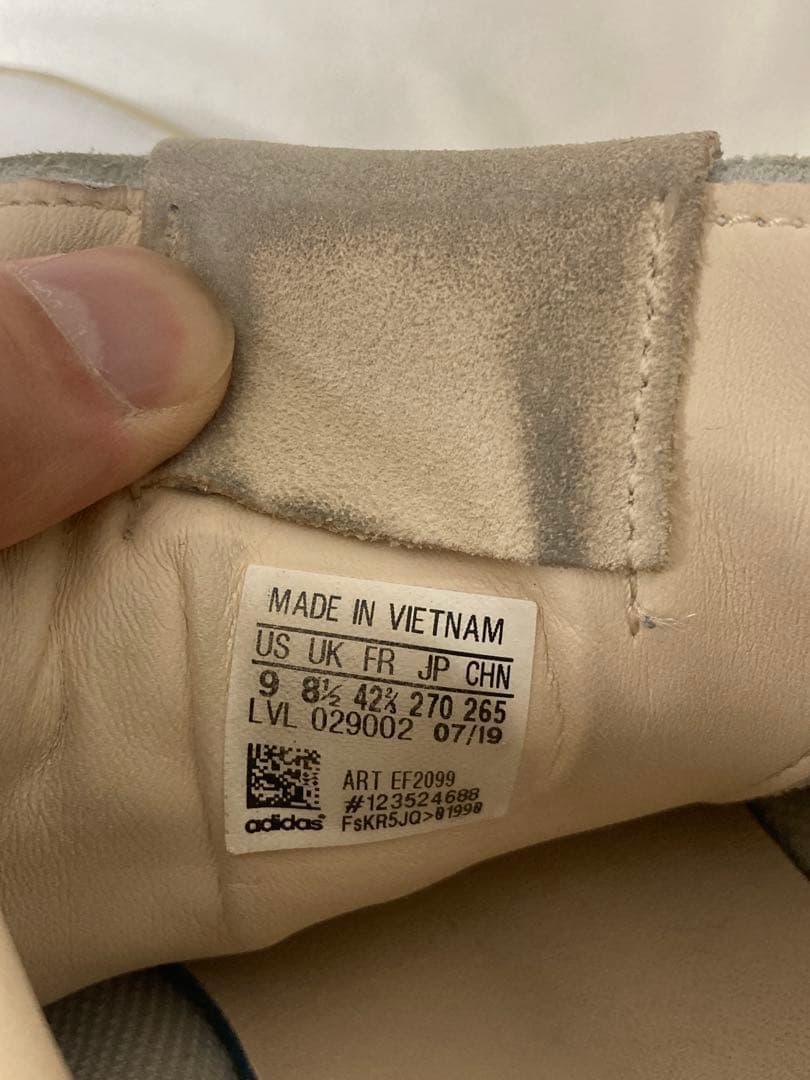 MADE IN VIETNAM
US UK FR JP CHN
9 8½ 42⅔ 270 265
LVL 029002 07/19
ART EF2099
#123524688
adidas FsKR5JQ>01990